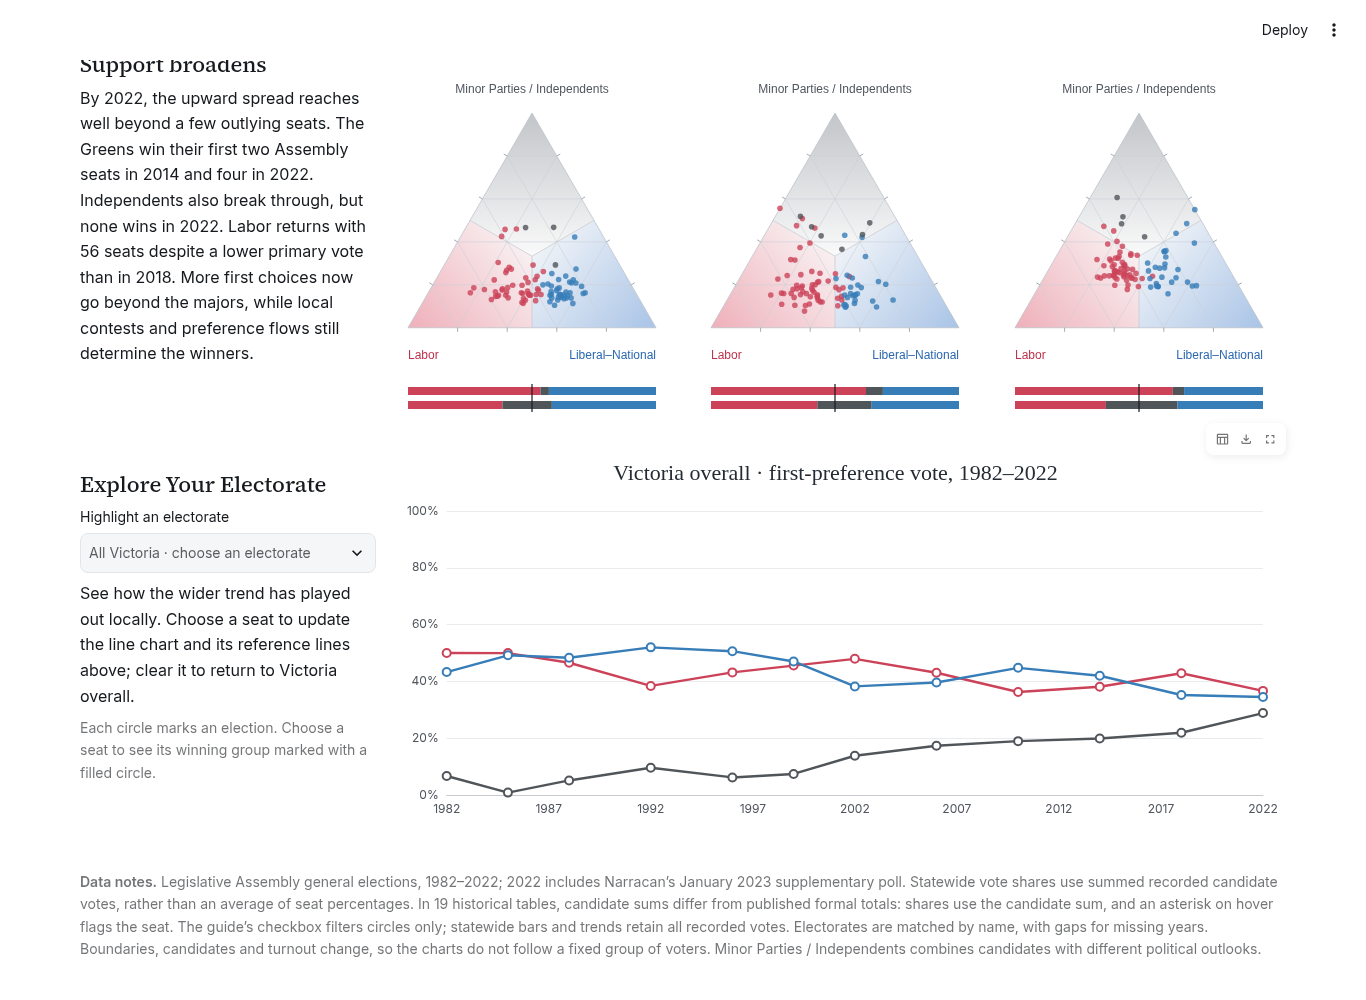 Deploy
Support broadens
By 2022, the upward spread reaches
well beyond a few outlying seats. The
Greens win their first two Assembly
seats in 2014 and four in 2022.
Independents also break through, but
none wins in 2022. Labor returns with
56 seats despite a lower primary vote
than in 2018. More first choices now
go beyond the majors, while local
contests and preference flows still
determine the winners.
Minor Parties / Independents
Labor
Liberal–National
Minor Parties / Independents
Labor
Liberal–National
Minor Parties / Independents
Labor
Liberal–National
Explore Your Electorate
Highlight an electorate
All Victoria · choose an electorate
See how the wider trend has played
out locally. Choose a seat to update
the line chart and its reference lines
above; clear it to return to Victoria
overall.
Each circle marks an election. Choose a
seat to see its winning group marked with a
filled circle.
Victoria overall · first-preference vote, 1982–2022
100%
80%
60%
40%
20%
0%
1982 1987 1992 1997 2002 2007 2012 2017 2022
Data notes. Legislative Assembly general elections, 1982–2022; 2022 includes Narracan’s January 2023 supplementary poll. Statewide vote shares use summed recorded candidate
votes, rather than an average of seat percentages. In 19 historical tables, candidate sums differ from published formal totals: shares use the candidate sum, and an asterisk on hover
flags the seat. The guide’s checkbox filters circles only; statewide bars and trends retain all recorded votes. Electorates are matched by name, with gaps for missing years.
Boundaries, candidates and turnout change, so the charts do not follow a fixed group of voters. Minor Parties / Independents combines candidates with different political outlooks.